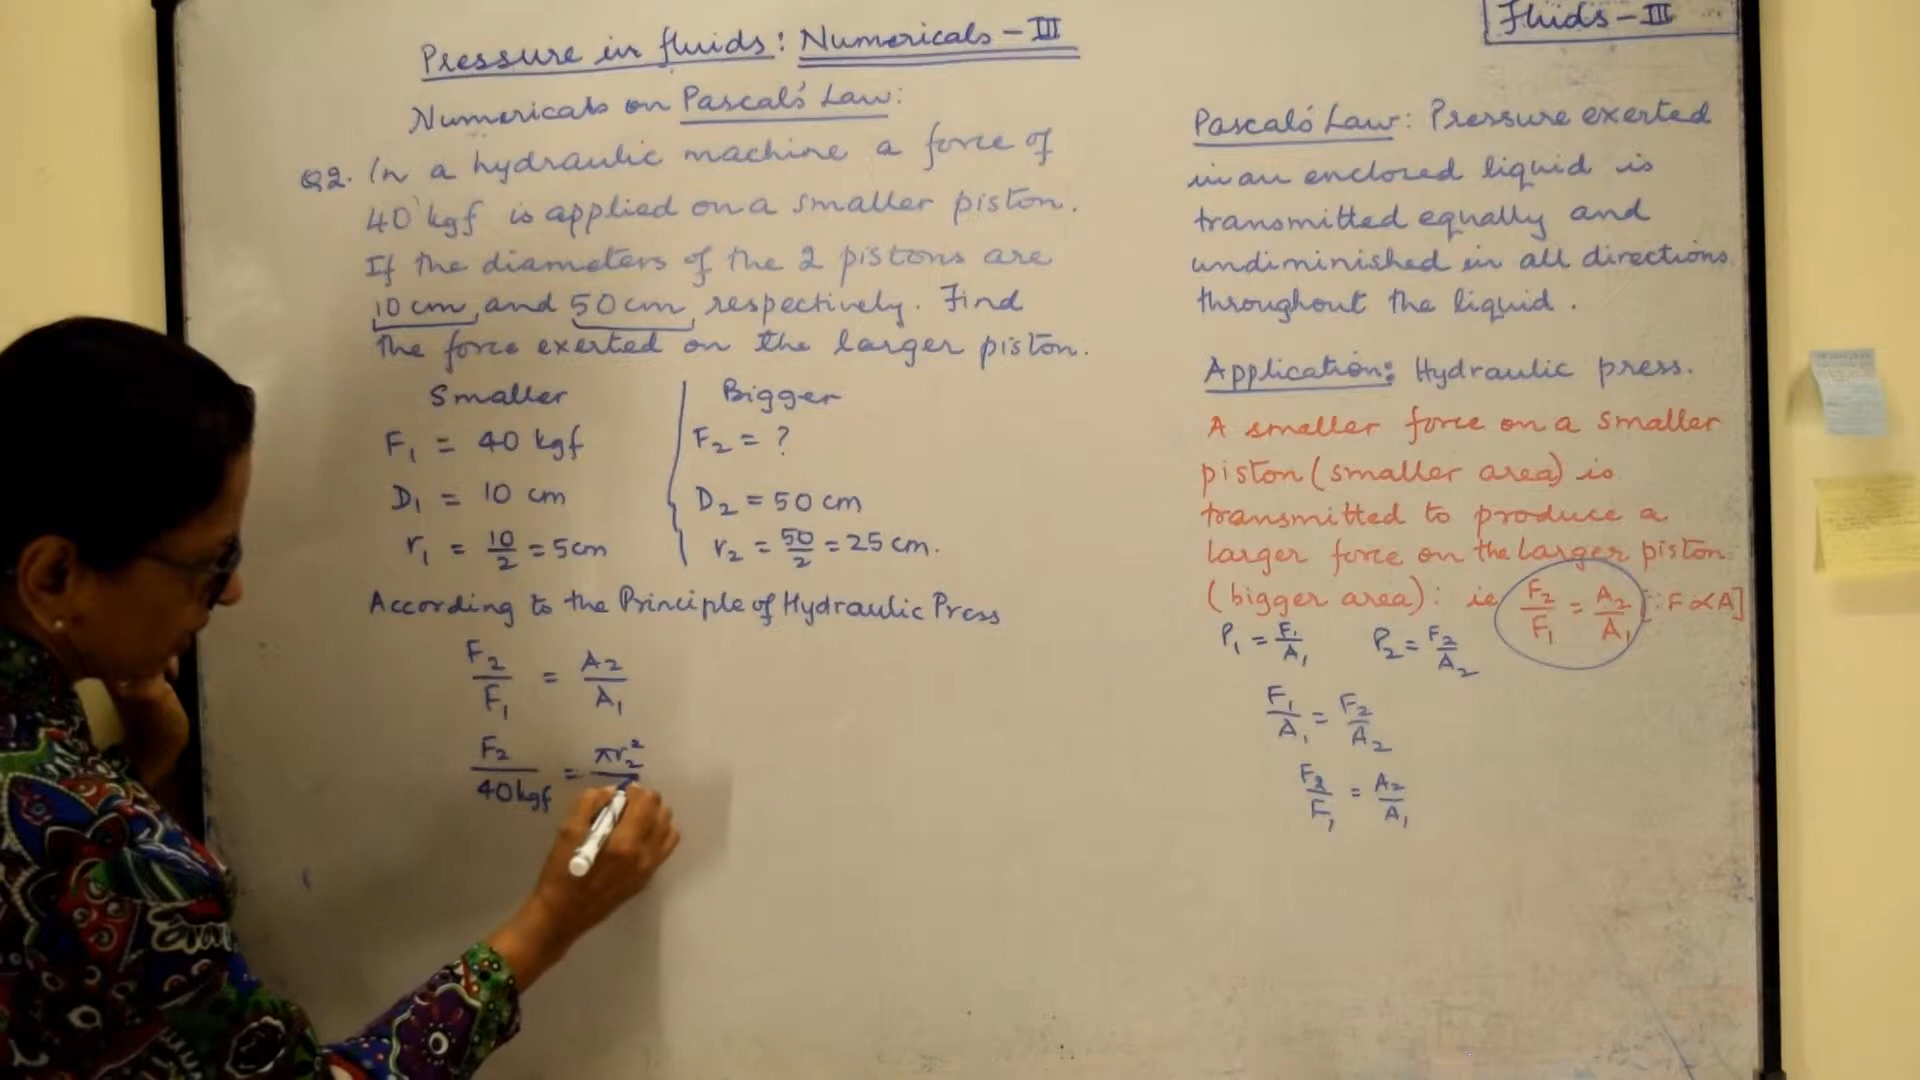 Pressure in fluids: Numericals - III
Numericals on Pascal's Law:
Q2. In a hydraulic machine a force of
40 kgf is applied on a smaller piston.
If the diameters of the 2 pistons are
10 cm, and 50 cm, respectively. Find
the force exerted on the larger piston.
Smaller
F₁ = 40 kgf
D₁ = 10 cm
r₁ = 10/2 = 5cm
Bigger
F₂ = ?
D₂ = 50 cm
r₂ = 50/2 = 25 cm.
According to the Principle of Hydraulic Press
F₂/F₁ = A₂/A₁
F₂/40kgf = πr₂²/
Fluids - III
Pascal's Law: Pressure exerted
in an enclosed liquid is
transmitted equally and
undiminished in all directions
throughout the liquid.
Application: Hydraulic press.
A smaller force on a smaller
piston (smaller area) is
transmitted to produce a
larger force on the larger piston
(bigger area): ie F₂/F₁ = A₂/A₁ [∵ F ∝ A]
P₁ = F₁/A₁ P₂ = F₂/A₂
F₁/A₁ = F₂/A₂
F₂/F₁ = A₂/A₁